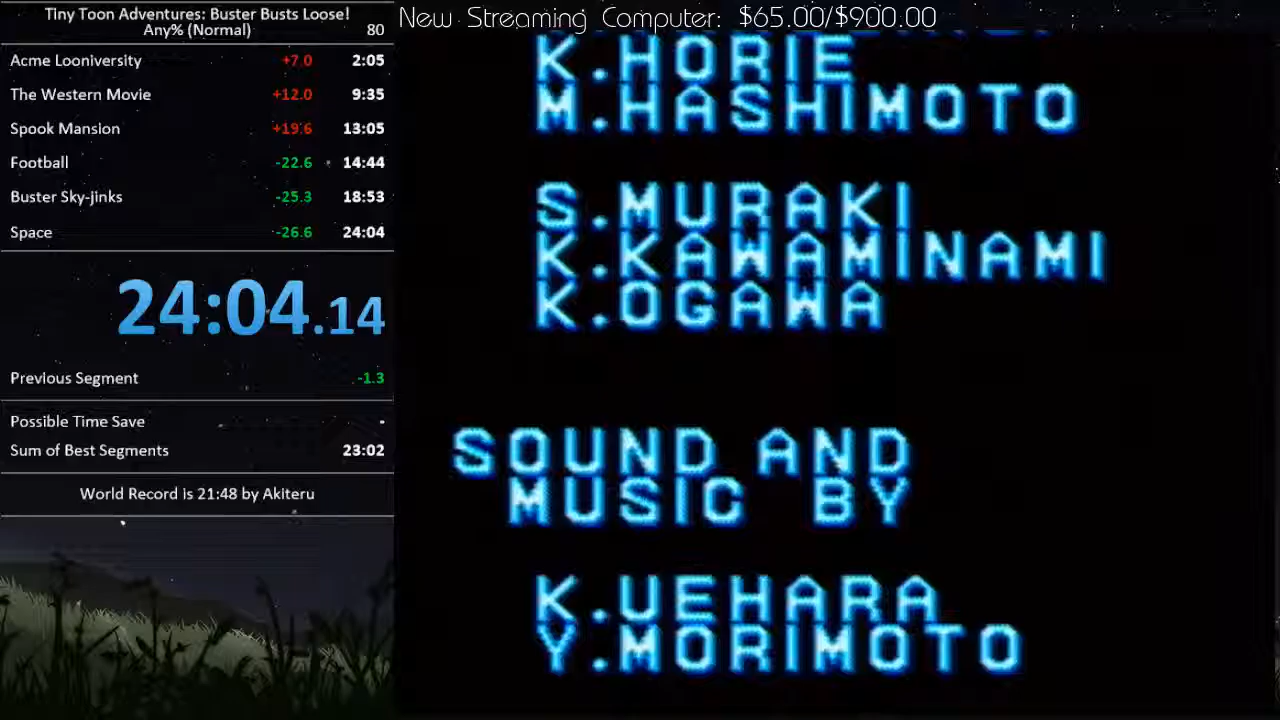 Tiny Toon Adventures: Buster Busts Loose!
Any% (Normal) 80
Acme Looniversity +7.0 2:05
The Western Movie +12.0 9:35
Spook Mansion +19.6 13:05
Football -22.6 14:44
Buster Sky-jinks -25.3 18:53
Space -26.6 24:04
24:04.14
Previous Segment -1.3
Possible Time Save -
Sum of Best Segments 23:02
World Record is 21:48 by Akiteru
New Streaming Computer: $65.00/$900.00
K.HORIE
M.HASHIMOTO
S.MURAKI
K.KAWAMINAMI
K.OGAWA
SOUND AND
MUSIC BY
K.UEHARA
Y.MORIMOTO